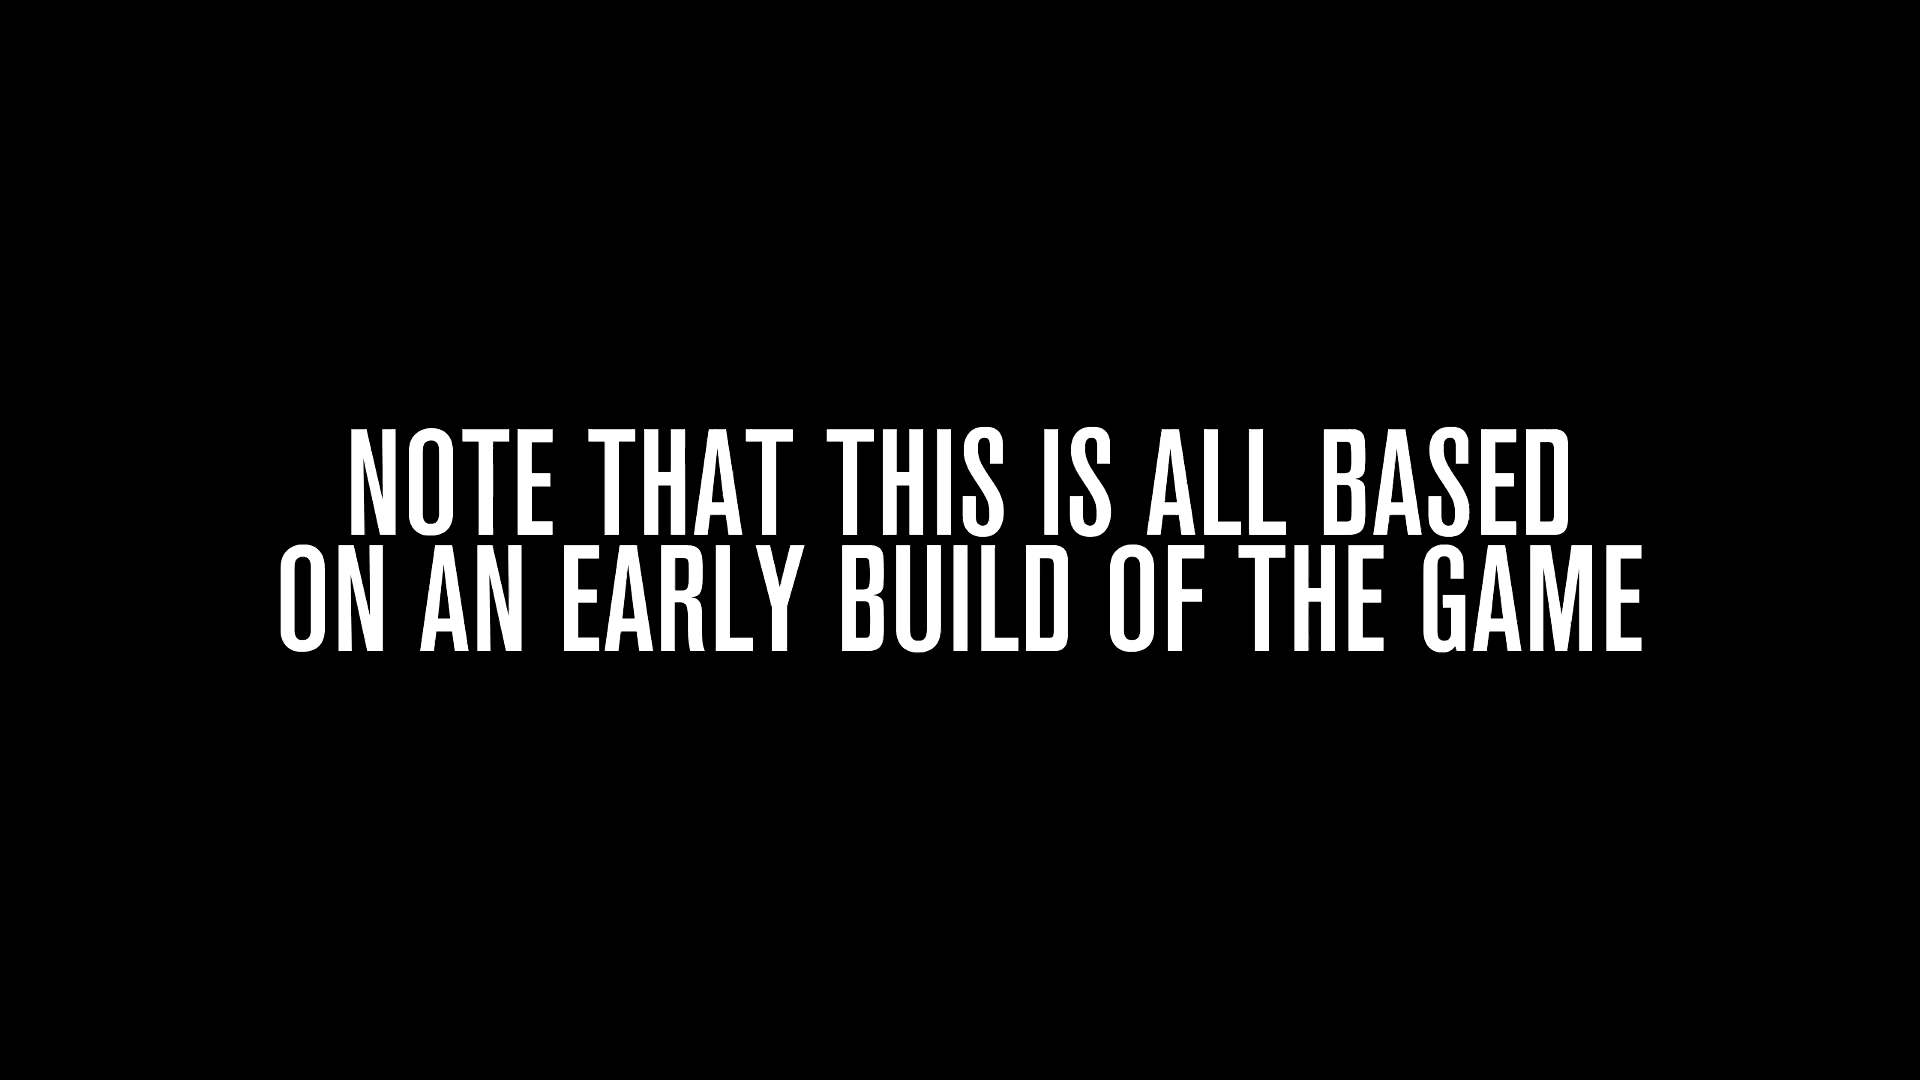 NOTE THAT THIS IS ALL BASED
ON AN EARLY BUILD OF THE GAME